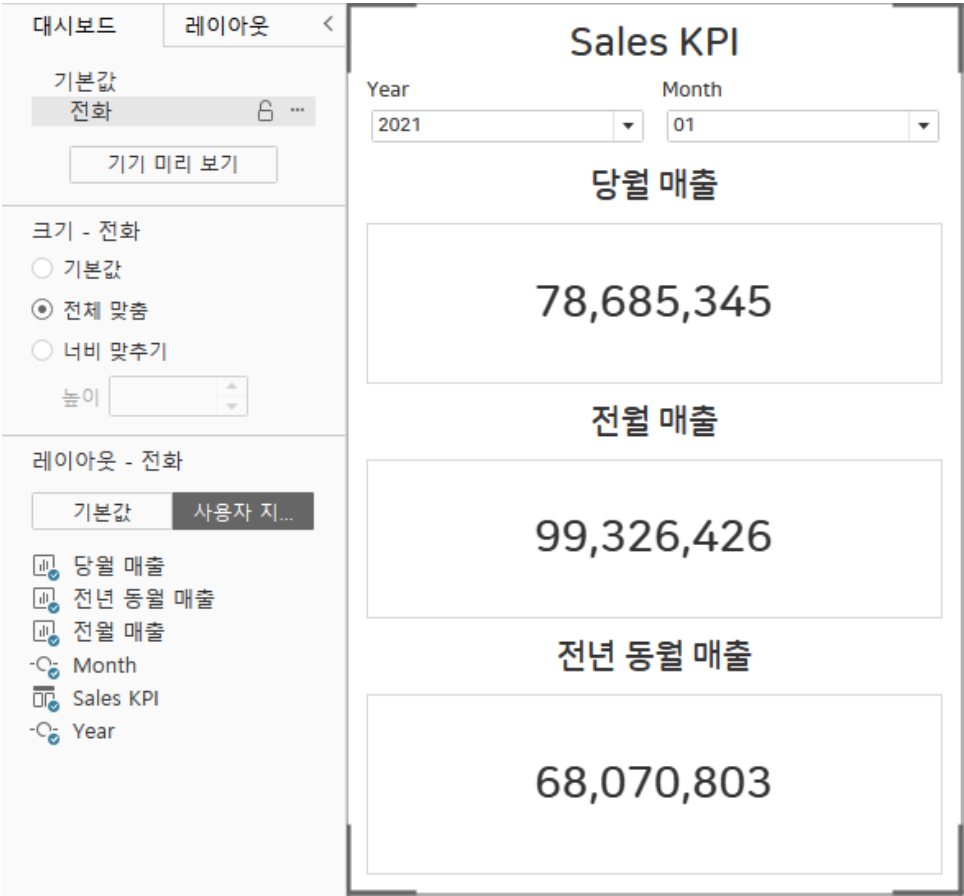 대시보드
레이아웃
기본값
전화
기기 미리 보기
크기 - 전화
기본값
전체 맞춤
너비 맞추기
높이
레이아웃 - 전화
기본값
사용자 지...
당월 매출
전년 동월 매출
전월 매출
Month
Sales KPI
Year
Sales KPI
Year
Month
2021
01
당월 매출
78,685,345
전월 매출
99,326,426
전년 동월 매출
68,070,803